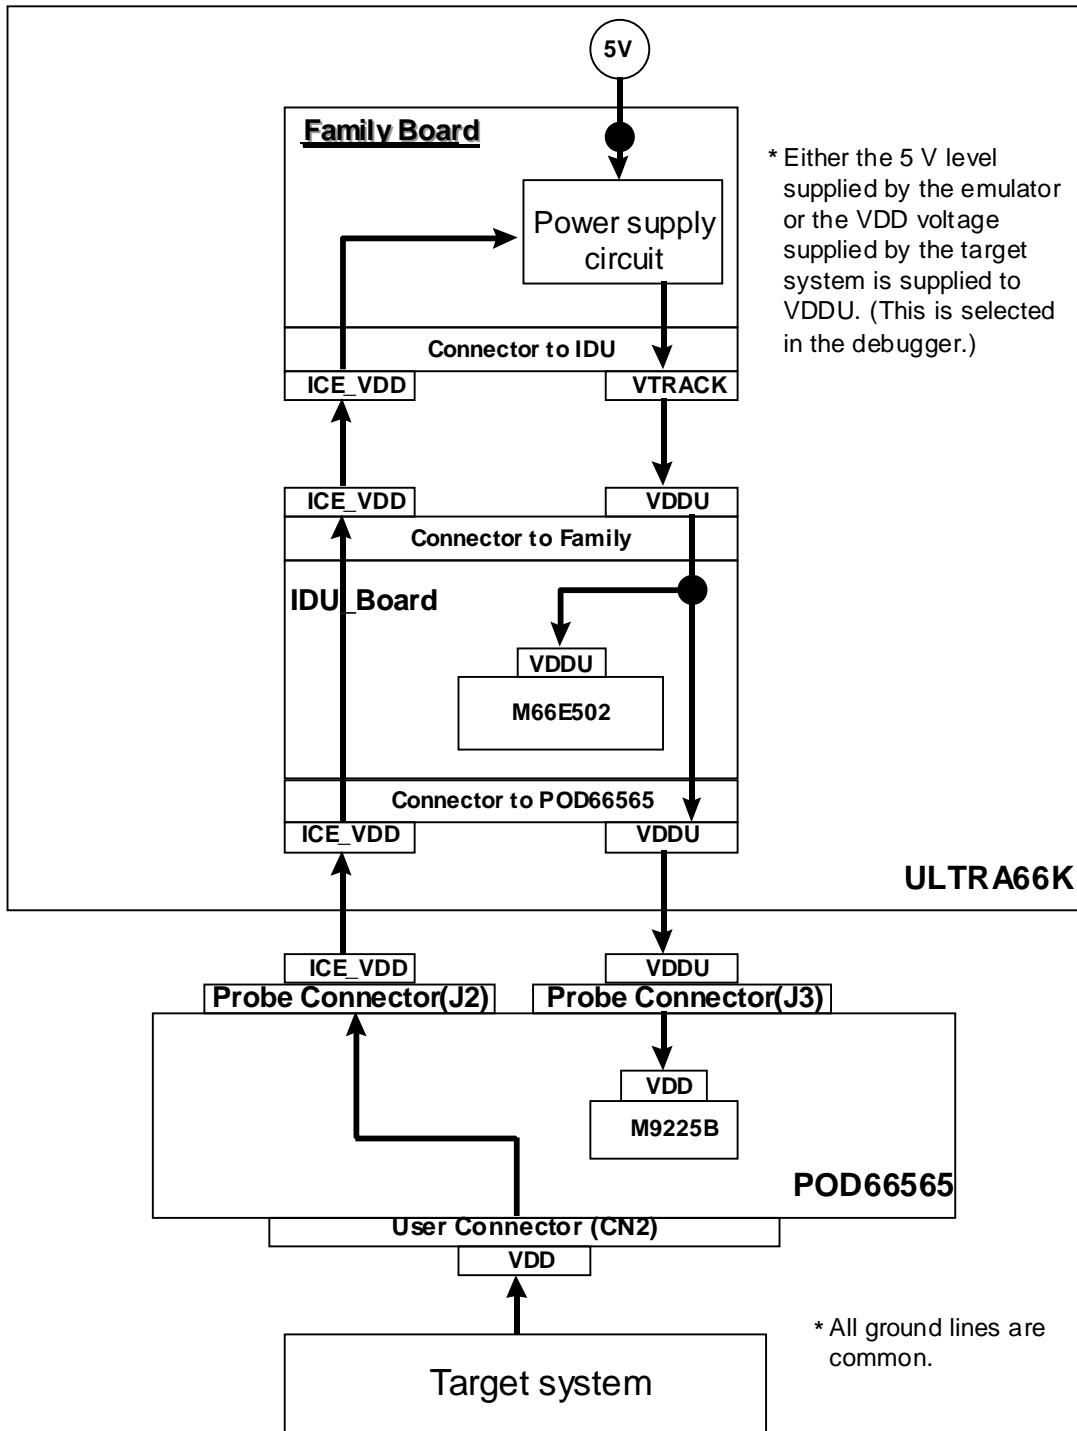 5V
Family Board
* Either the 5 V level
supplied by the emulator
or the VDD voltage
supplied by the target
system is supplied to
VDDU. (This is selected
in the debugger.)
Power supply
circuit
Connector to IDU
ICE_VDD
VTRACK
ICE_VDD
VDDU
Connector to Family
IDU_Board
VDDU
M66E502
Connector to POD66565
ICE_VDD
VDDU
ULTRA66K
ICE_VDD
VDDU
Probe Connector(J2)
Probe Connector(J3)
VDD
M9225B
POD66565
User Connector (CN2)
VDD
* All ground lines are
common.
Target system